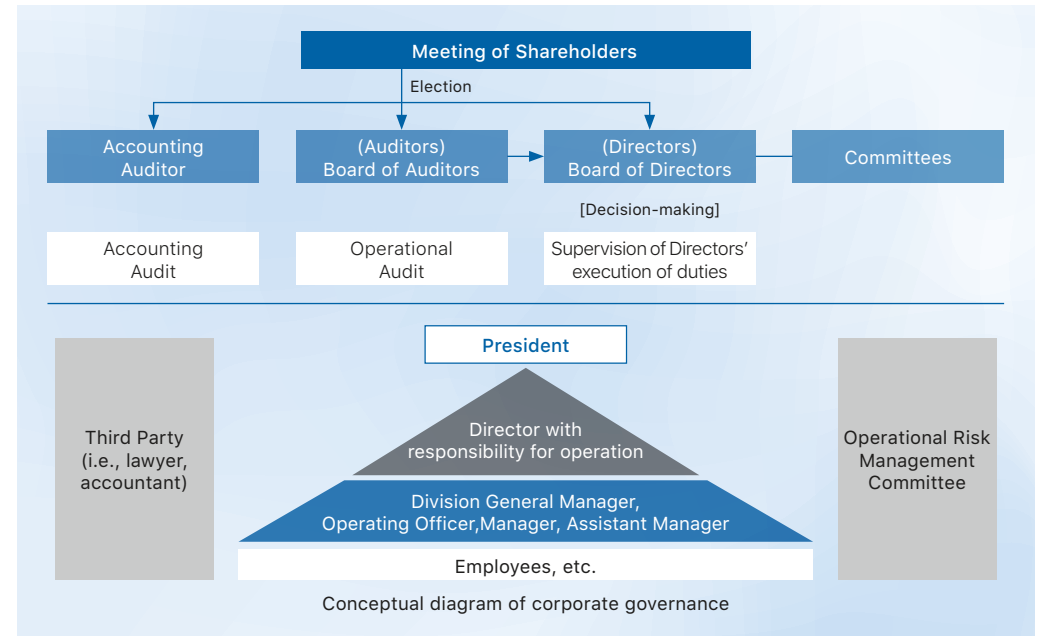 Meeting of Shareholders
Election
Accounting
Auditor
(Auditors)
Board of Auditors
(Directors)
Board of Directors
Committees
[Decision-making]
Accounting
Audit
Operational
Audit
Supervision of Directors'
execution of duties
President
Third Party
(i.e., lawyer,
accountant)
Director with
responsibility for operation
Operational Risk
Management
Committee
Division General Manager,
Operating Officer,Manager, Assistant Manager
Employees, etc.
Conceptual diagram of corporate governance